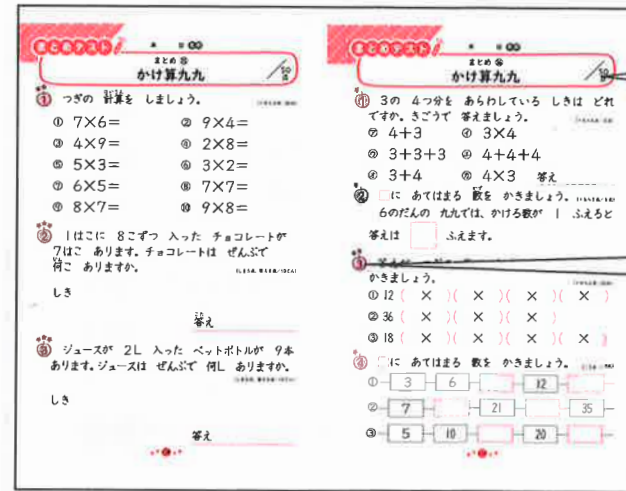 まとめテスト
月 日
まとめ
かけ算九九
50点
① つぎの 計算を しましょう。
① 7×6= ② 9×4=
③ 4×9= ④ 2×8=
⑤ 5×3= ⑥ 3×2=
⑦ 6×5= ⑧ 7×7=
⑨ 8×7= ⑩ 9×8=
② 1はこに 8こずつ 入った チョコレートが
7はこ あります。チョコレートは ぜんぶで
何こ ありますか。
しき
答え
③ ジュースが 2L 入った ペットボトルが 9本
あります。ジュースは ぜんぶで 何L ありますか。
しき
答え
まとめテスト
月 日
まとめ
かけ算九九
50点
① 3の 4つ分を あらわしている しきは どれ
ですか。きごうで 答えましょう。
㋐ 4+3 ㋑ 3×4
㋒ 3+3+3 ㋓ 4+4+4
㋔ 3+4 ㋕ 4×3 答え
② □に あてはまる 数を かきましょう。
6のだんの 九九では、かける数が 1 ふえると
答えは □ ふえます。
③
かきましょう。
① 12 ( × )( × )( × )( × )
② 36 ( × )( × )( × )
③ 18 ( × )( × )( × )( × )
④ □に あてはまる 数を かきましょう。
① 3 6 □ 12 □
② 7 □ 21 □ 35
③ 5 10 □ 20 □